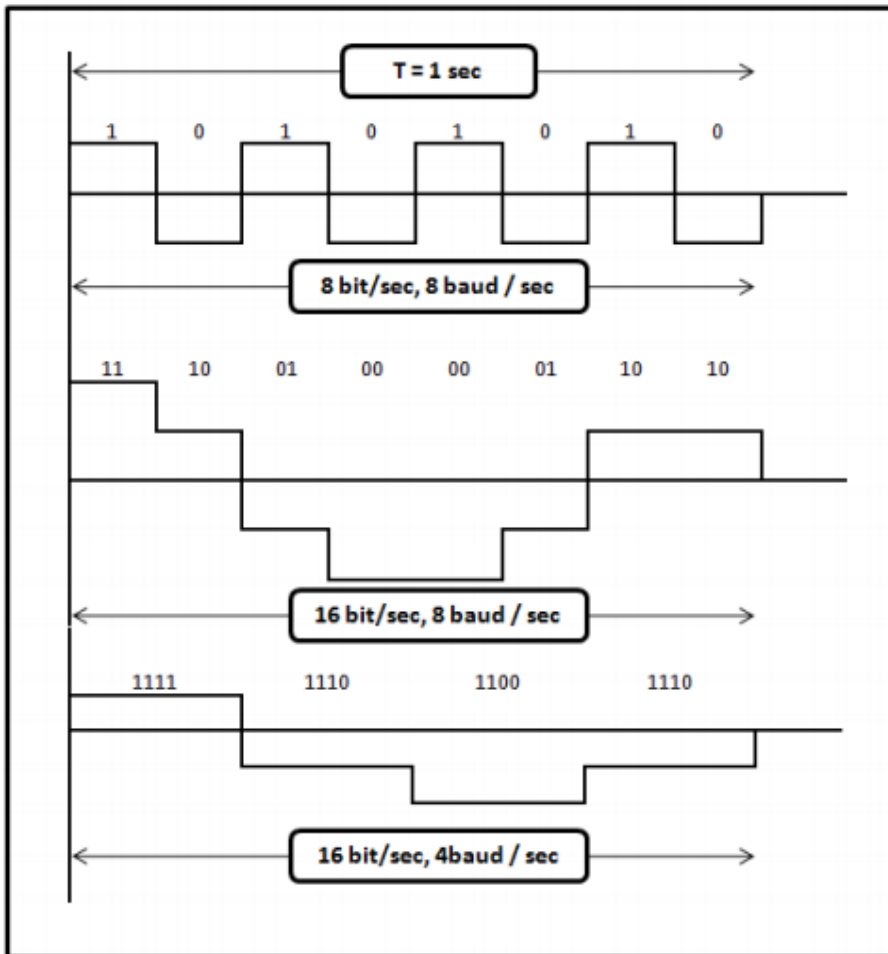 T = 1 sec
1 0 1 0 1 0 1 0
8 bit/sec, 8 baud / sec
11 10 01 00 00 01 10 10
16 bit/sec, 8 baud / sec
1111 1110 1100 1110
16 bit/sec, 4baud / sec